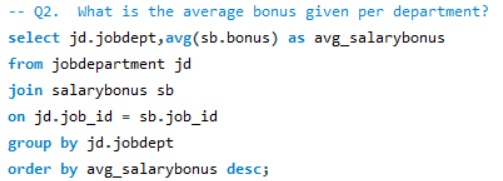 -- Q2.  What is the average bonus given per department?
select jd.jobdept,avg(sb.bonus) as avg_salarybonus
from jobdepartment jd
join salarybonus sb
on jd.job_id = sb.job_id
group by jd.jobdept
order by avg_salarybonus desc;